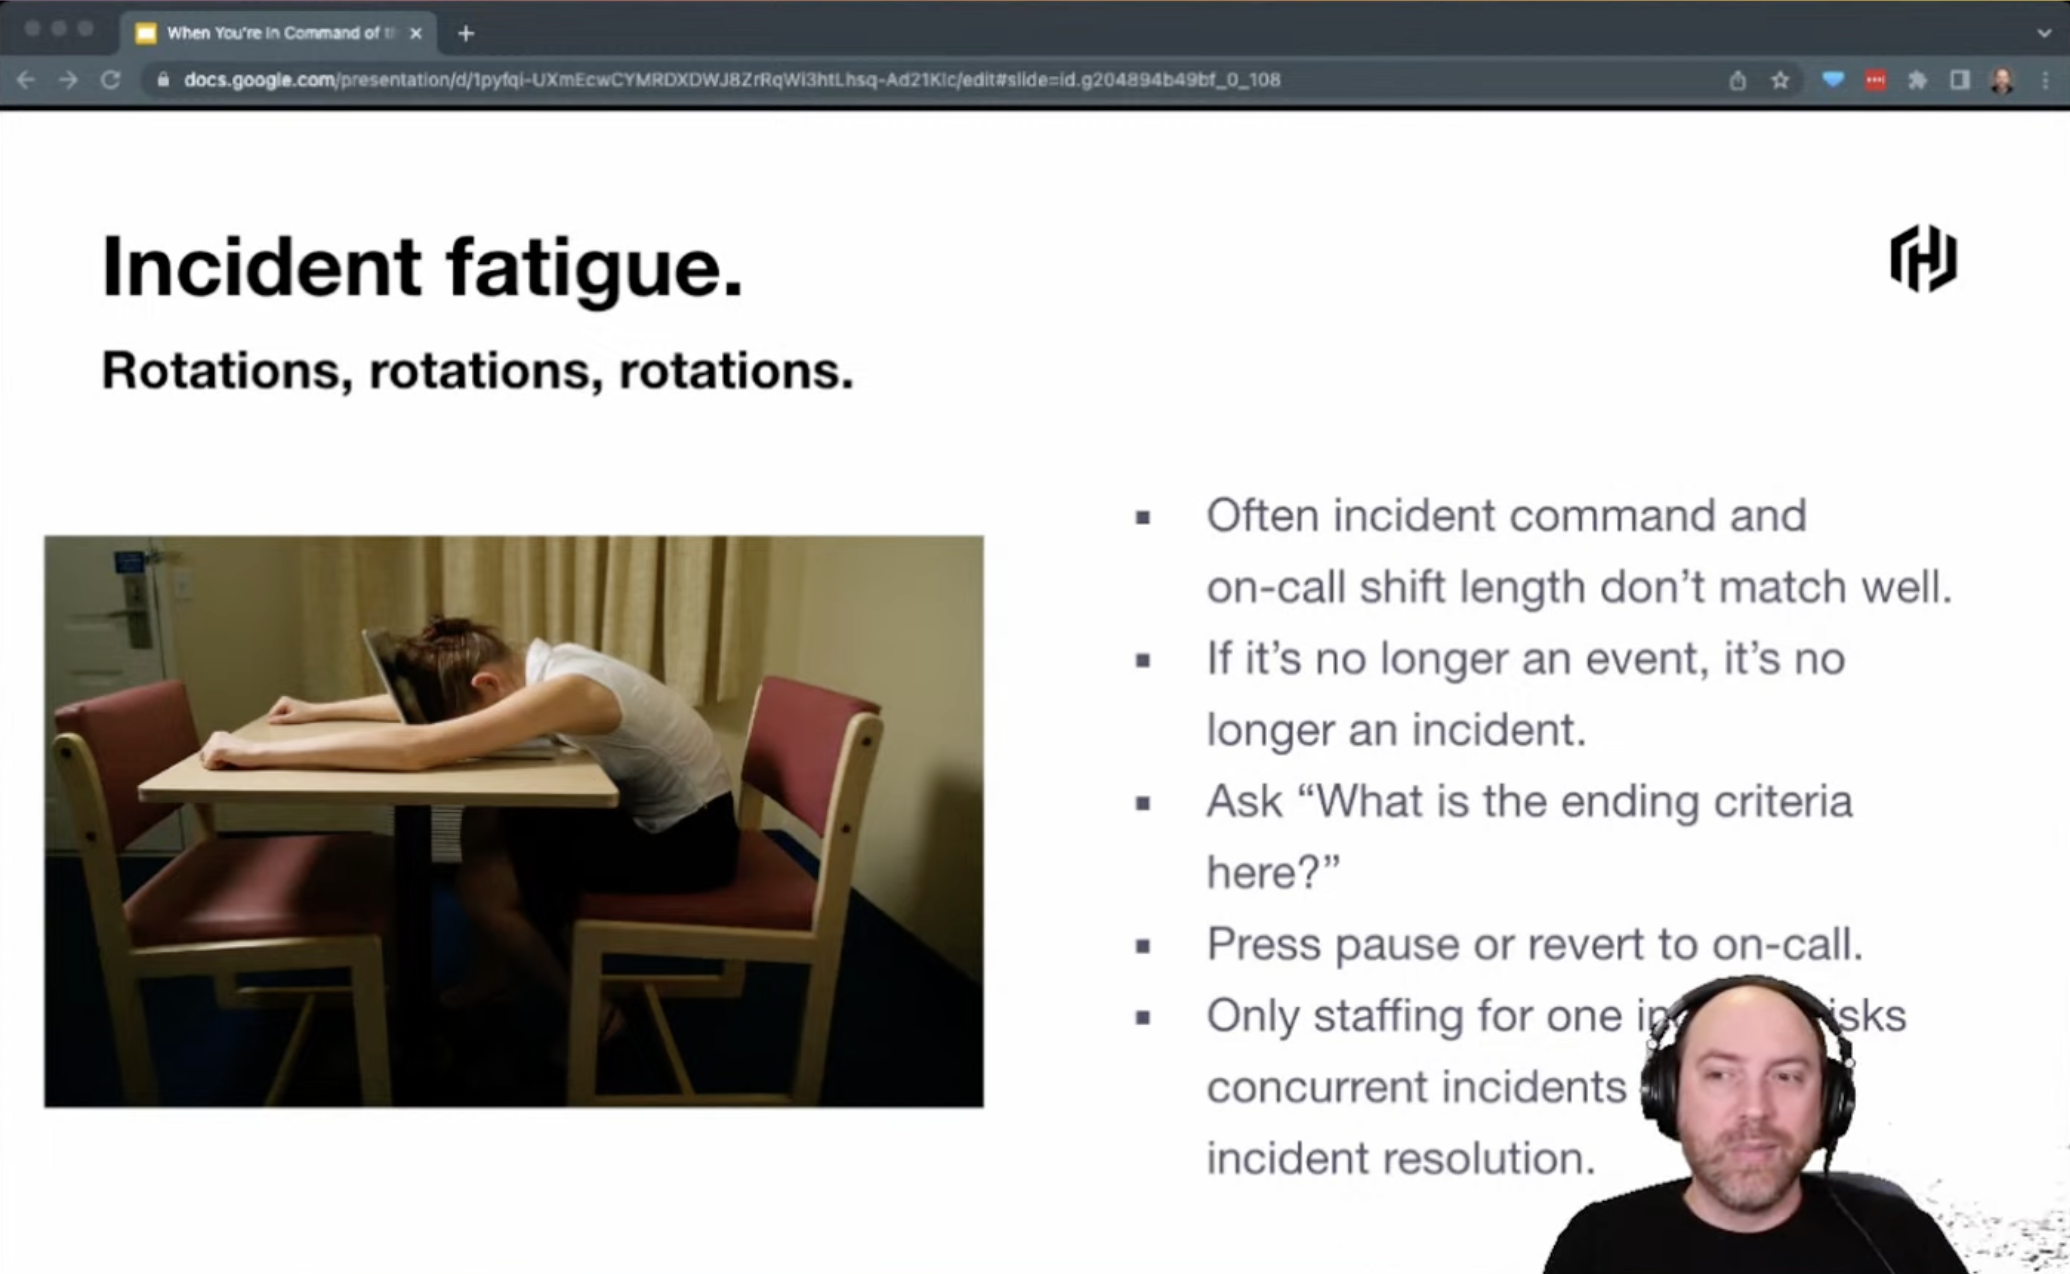 When You're in Command of
docs.google.com/presentation/d/1pyfqi-UXmEcwCYMRDXDWJ8ZrRqWi3htLhsq-Ad21Klc/edit#slide=id.g204894b49bf_0_108
Incident fatigue.
Rotations, rotations, rotations.
Often incident command and
on-call shift length don't match well.
If it's no longer an event, it's no
longer an incident.
Ask “What is the ending criteria
here?”
Press pause or revert to on-call.
Only staffing for one
concurrent incidents
incident resolution.